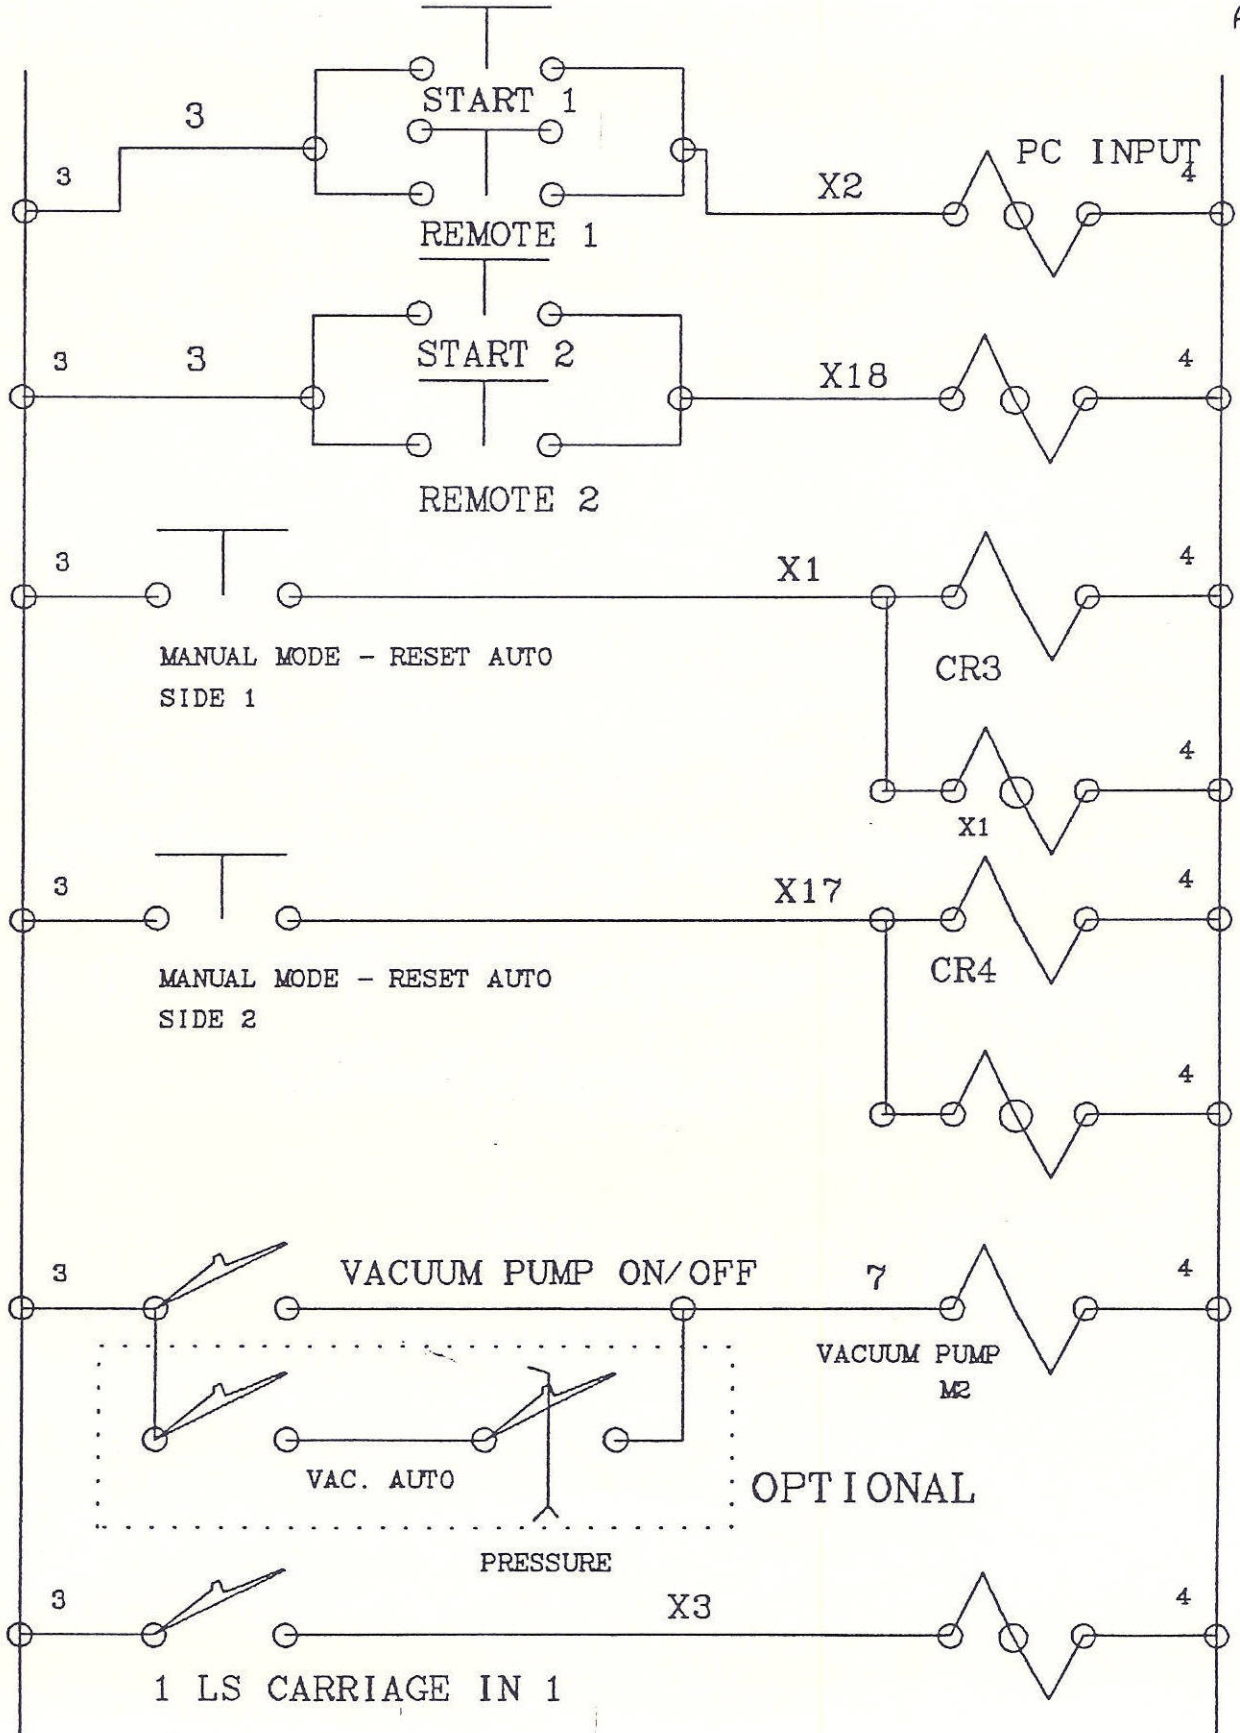 START 1
3
PC INPUT
3
X2
4
REMOTE 1
3
3
START 2
X18
4
REMOTE 2
3
X1
4
MANUAL MODE - RESET AUTO
SIDE 1
CR3
4
X1
3
X17
4
MANUAL MODE - RESET AUTO
SIDE 2
CR4
4
3
VACUUM PUMP ON/OFF
7
4
VACUUM PUMP
M2
VAC. AUTO
OPTIONAL
PRESSURE
3
X3
4
1 LS CARRIAGE IN 1